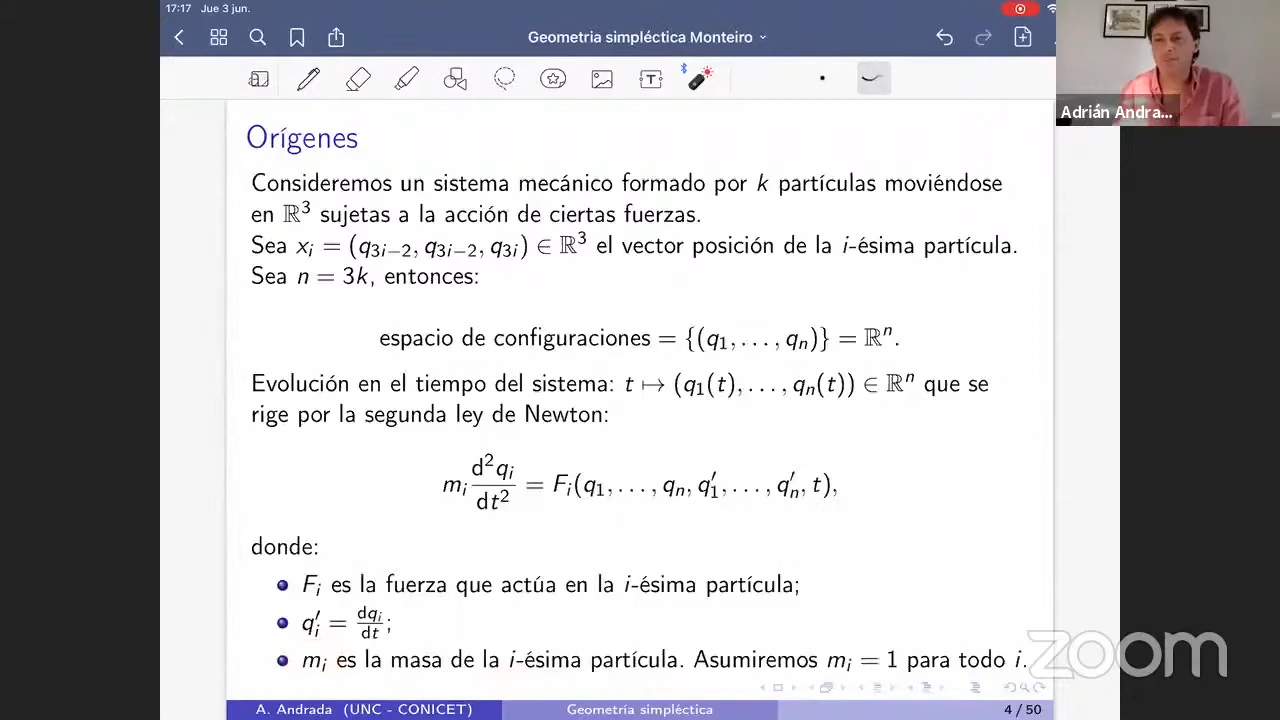 17:17 Jue 3 jun.
Geometria simpléctica Monteiro
T
Adrián Andra...
Orígenes
Consideremos un sistema mecánico formado por k partículas moviéndose
en ℝ³ sujetas a la acción de ciertas fuerzas.
Sea xᵢ = (q₃ᵢ₋₂, q₃ᵢ₋₂, q₃ᵢ) ∈ ℝ³ el vector posición de la i-ésima partícula.
Sea n = 3k, entonces:
espacio de configuraciones = {(q₁, . . . , qₙ)} = ℝⁿ.
Evolución en el tiempo del sistema: t ↦ (q₁(t), . . . , qₙ(t)) ∈ ℝⁿ que se
rige por la segunda ley de Newton:
mᵢ d²qᵢ/dt² = Fᵢ(q₁, . . . , qₙ, q′₁, . . . , q′ₙ, t),
donde:
Fᵢ es la fuerza que actúa en la i-ésima partícula;
q′ᵢ = dqᵢ/dt;
mᵢ es la masa de la i-ésima partícula. Asumiremos mᵢ = 1 para todo i.
zoom
A. Andrada (UNC - CONICET) Geometría simpléctica 4 / 50